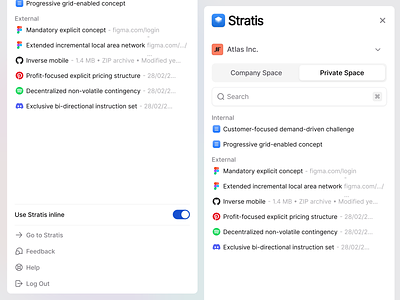 Progressive grid-enabled concept
External
Mandatory explicit concept - figma.com/login
Extended incremental local area network figma.com/.../
Inverse mobile - 1.4 MB • ZIP archive • Modified ye...
Profit-focused explicit pricing structure - 28/02/2...
Decentralized non-volatile contingency - 28/02/2...
Exclusive bi-directional instruction set - 28/02/2...
Use Stratis inline
Go to Stratis
Feedback
Help
Log Out
Stratis
Atlas Inc.
Company Space
Private Space
Search
⌘
Internal
Customer-focused demand-driven challenge
Progressive grid-enabled concept
External
Mandatory explicit concept - figma.com/login
Extended incremental local area network figma.com/.../
Inverse mobile - 1.4 MB • ZIP archive • Modified ye...
Profit-focused explicit pricing structure - 28/02/2...
Decentralized non-volatile contingency - 28/02/2...
Exclusive bi-directional instruction set - 28/02/2...